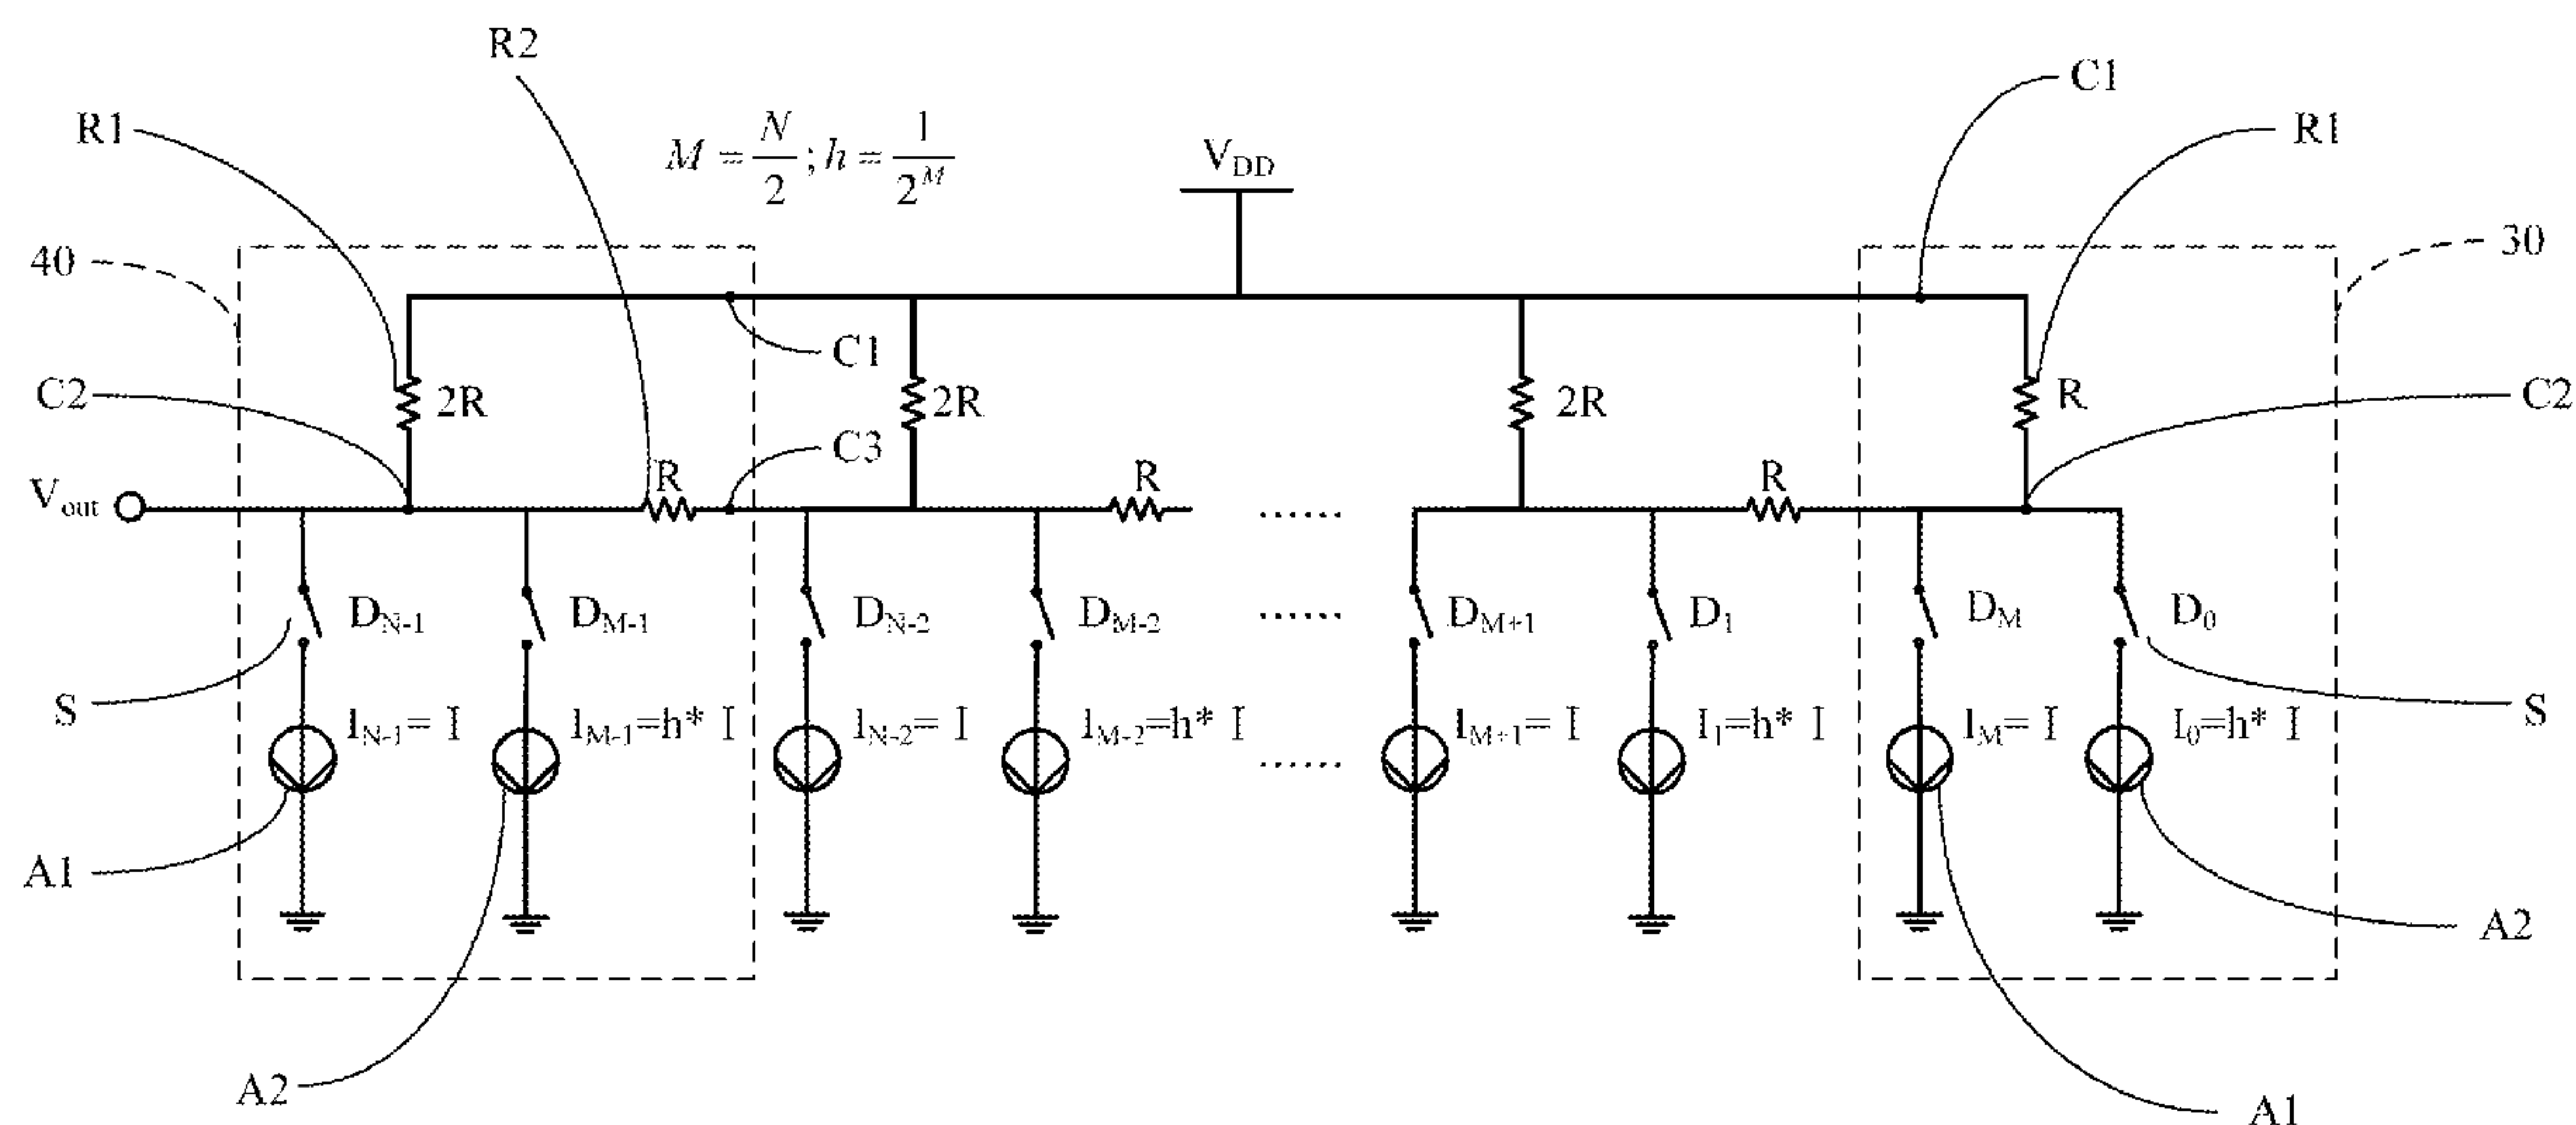 R2
C1
R1
M = N/2 ; h = 1/2^M
V_DD
R1
40
30
C1
2R
2R
2R
R
C2
C2
C3
R
R
R
V_out
......
D_N-1
D_M-1
D_N-2
D_M-2
......
D_M+1
D_1
D_M
D_0
S
I_N-1= I
I_M-1=h* I
I_N-2= I
I_M-2=h* I
I_M+1= I
I_1=h* I
I_M= I
I_0=h* I
S
......
A1
A2
A2
A1